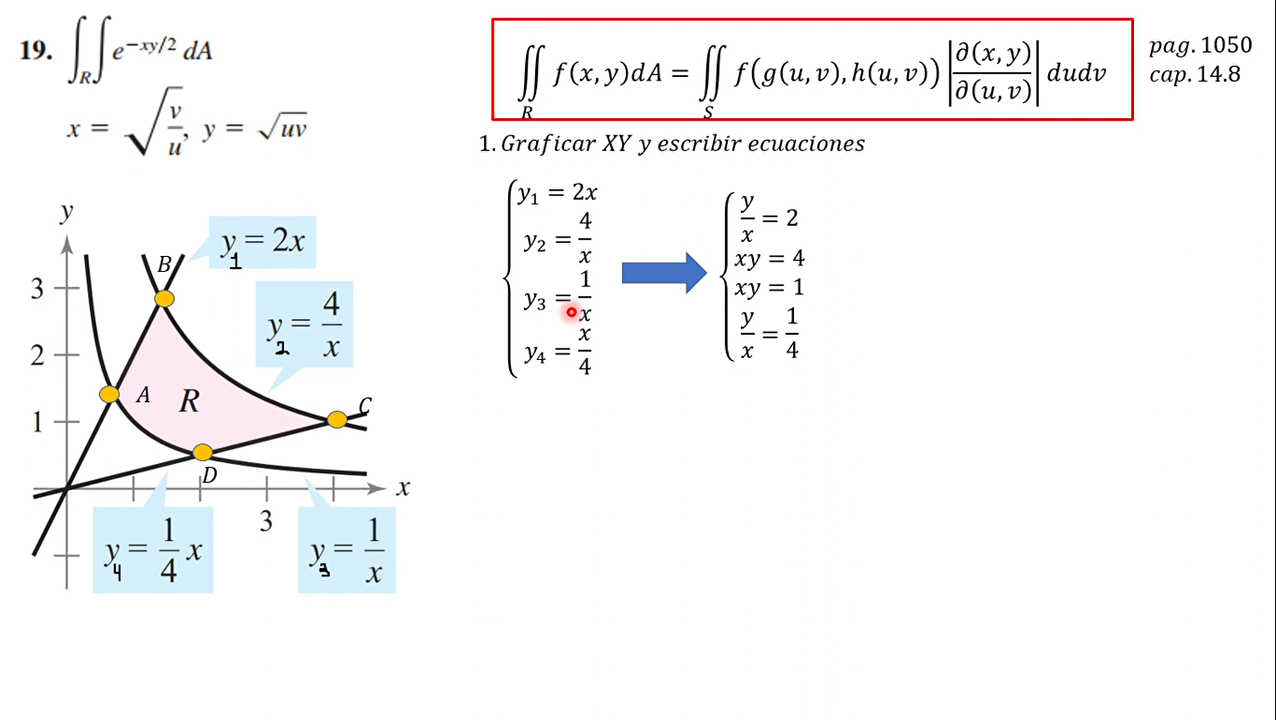 19. ∫∫_R e^{-xy/2} dA
x = √(v/u), y = √(uv)
∬_R f(x, y)dA = ∬_S f(g(u, v), h(u, v)) |∂(x, y)/∂(u, v)| dudv
pag. 1050
cap. 14.8
1. Graficar XY y escribir ecuaciones
y₁ = 2x
y₂ = 4/x
y₃ = 1/x
y₄ = x/4
y/x = 2
xy = 4
xy = 1
y/x = 1/4
y
3
2
1
y₁ = 2x
B
y₂ = 4/x
A
R
C
D
x
3
y₄ = 1/4 x
y₃ = 1/x